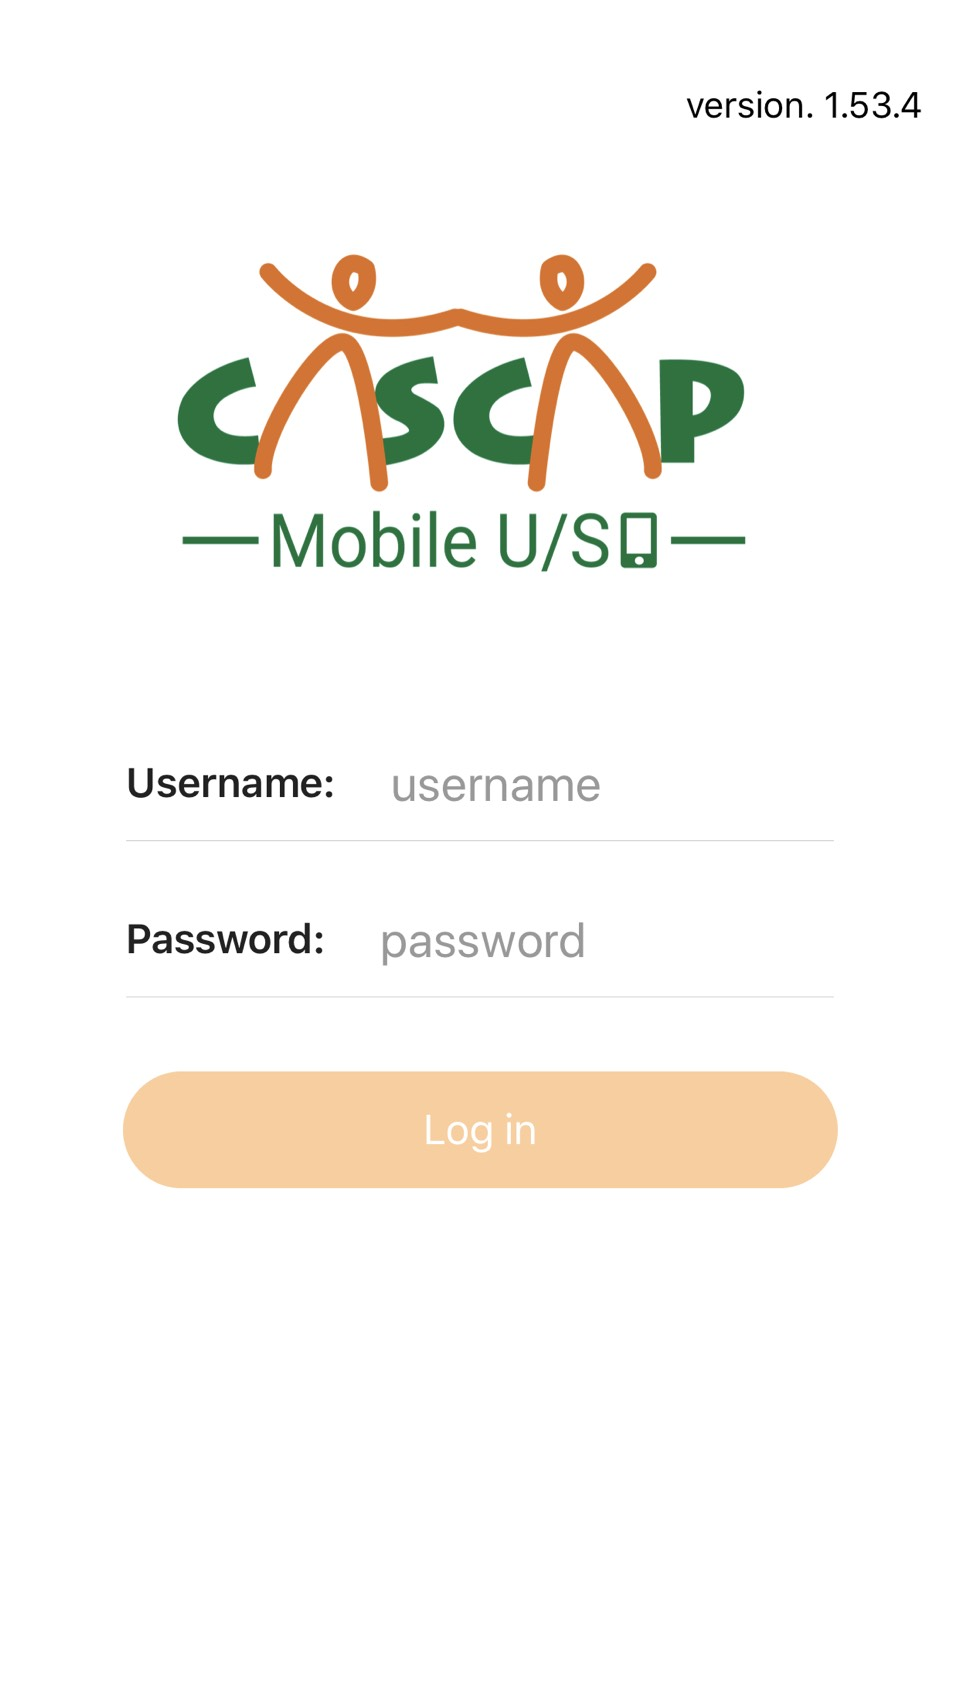 version. 1.53.4
CASCAP
Mobile U/S
Username: username
Password: password
Log in